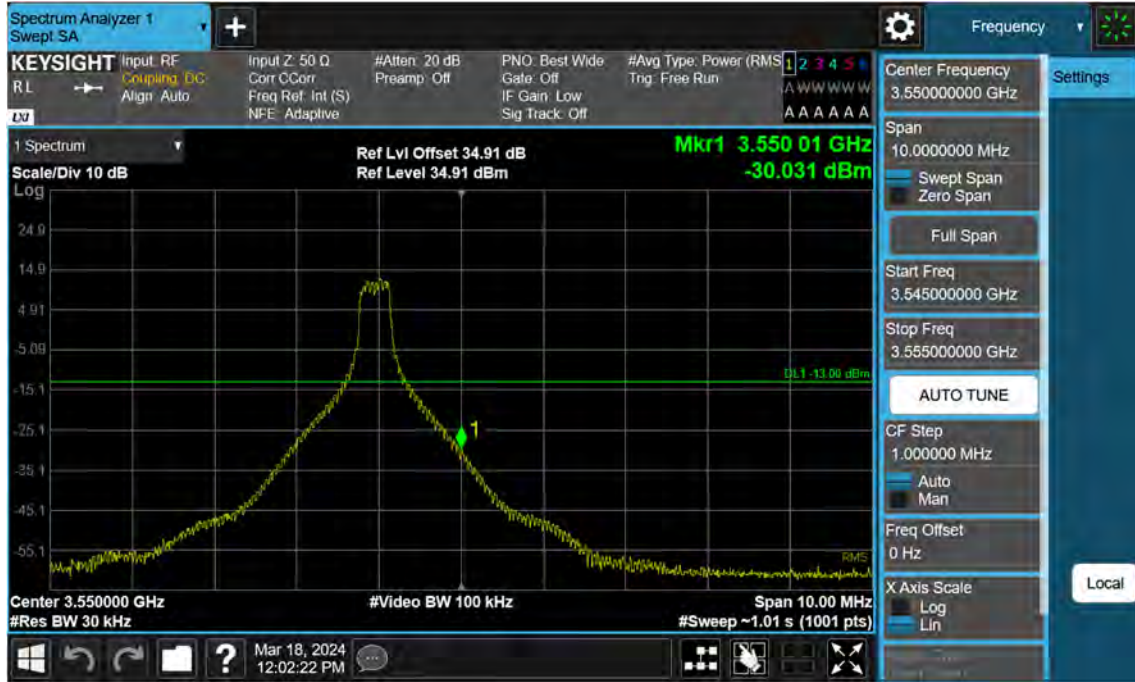 Spectrum Analyzer 1
Swept SA
+
Frequency
KEYSIGHT
Input: RF
Coupling: DC
Align: Auto
RL
LXI
Input Z: 50 Ω
Corr CCorr
Freq Ref: Int (S)
NFE: Adaptive
#Atten: 20 dB
Preamp: Off
PNO: Best Wide
Gate: Off
IF Gain: Low
Sig Track: Off
#Avg Type: Power (RMS
Trig: Free Run
1 2 3 4 5 6
A W W W W W
A A A A A A
1 Spectrum
Scale/Div 10 dB
Log
Ref Lvl Offset 34.91 dB
Ref Level 34.91 dBm
Mkr1 3.550 01 GHz
-30.031 dBm
24.9
14.9
4.91
-5.09
-15.1
-25.1
-35.1
-45.1
-55.1
DL1 -13.00 dBm
1
RMS
Center 3.550000 GHz
#Res BW 30 kHz
#Video BW 100 kHz
Span 10.00 MHz
#Sweep ~1.01 s (1001 pts)
?
Mar 18, 2024
12:02:22 PM
Center Frequency
3.550000000 GHz
Settings
Span
10.0000000 MHz
Swept Span
Zero Span
Full Span
Start Freq
3.545000000 GHz
Stop Freq
3.555000000 GHz
AUTO TUNE
CF Step
1.000000 MHz
Auto
Man
Freq Offset
0 Hz
X Axis Scale
Log
Lin
Local